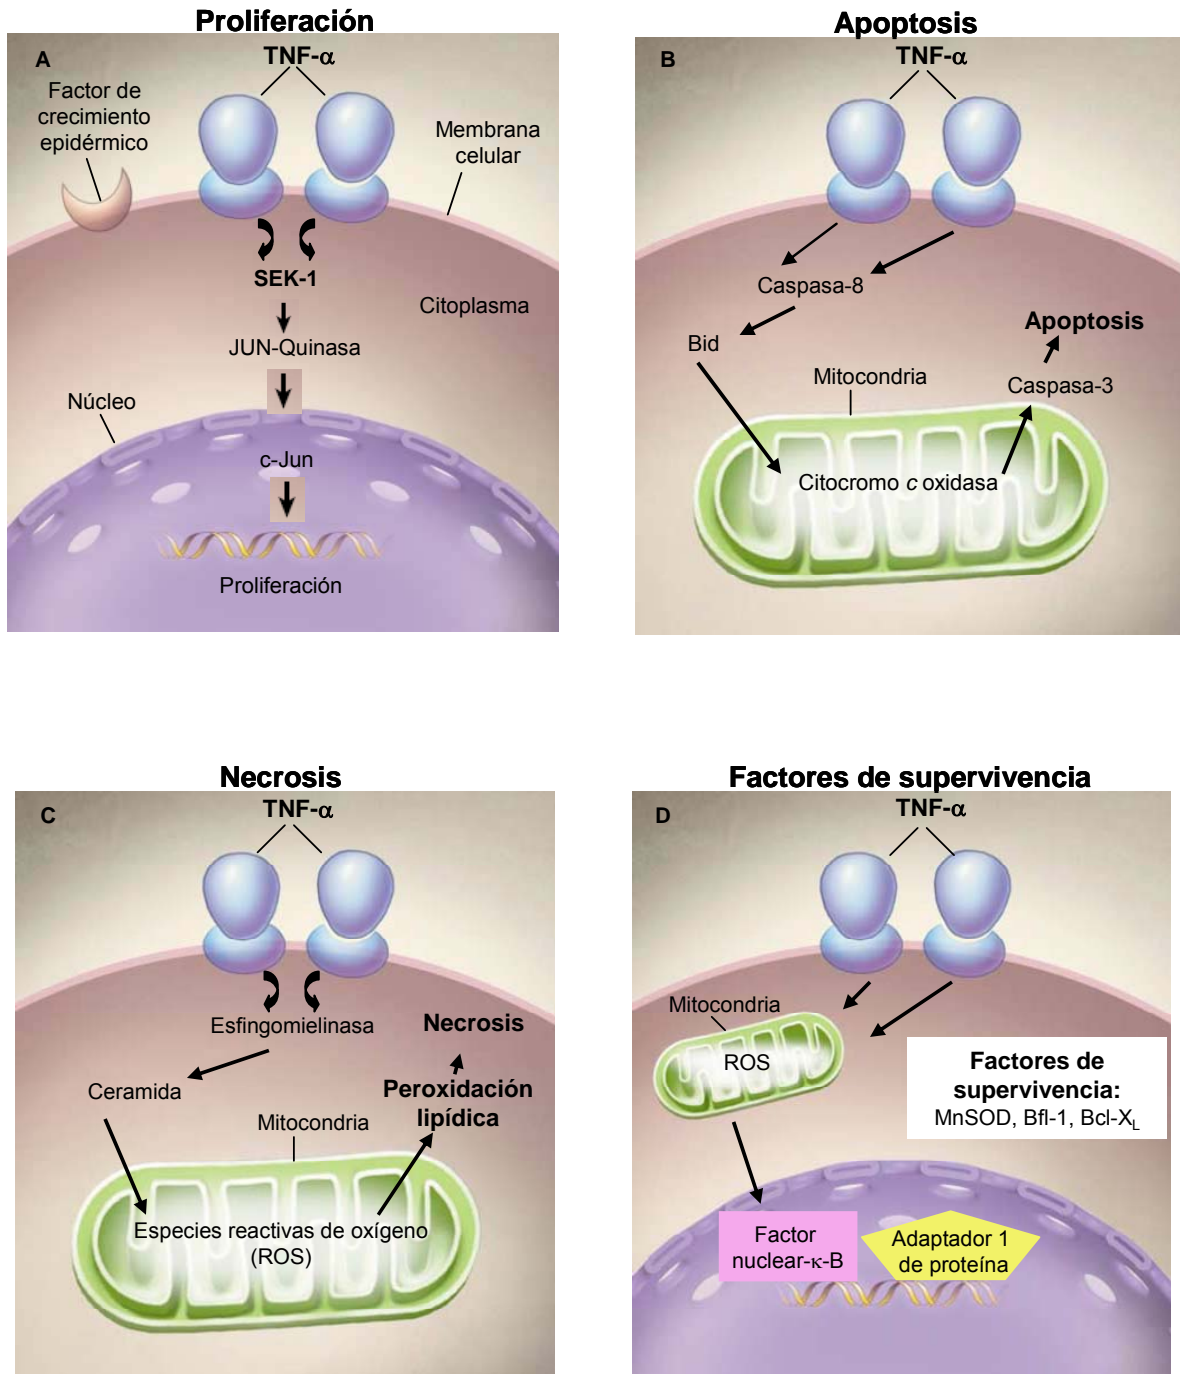 Proliferación
A
TNF-α
Factor de
crecimiento
epidérmico
Membrana
celular
SEK-1
Citoplasma
JUN-Quinasa
Núcleo
c-Jun
Proliferación
Apoptosis
B
TNF-α
Caspasa-8
Apoptosis
Bid
Mitocondria
Caspasa-3
Citocromo c oxidasa
Necrosis
C
TNF-α
Esfingomielinasa
Necrosis
Ceramida
Peroxidación
lipídica
Mitocondria
Especies reactivas de oxígeno
(ROS)
Factores de supervivencia
D
TNF-α
Mitocondria
ROS
Factores de
supervivencia:
MnSOD, Bfl-1, Bcl-XL
Factor
nuclear-κ-B
Adaptador 1
de proteína